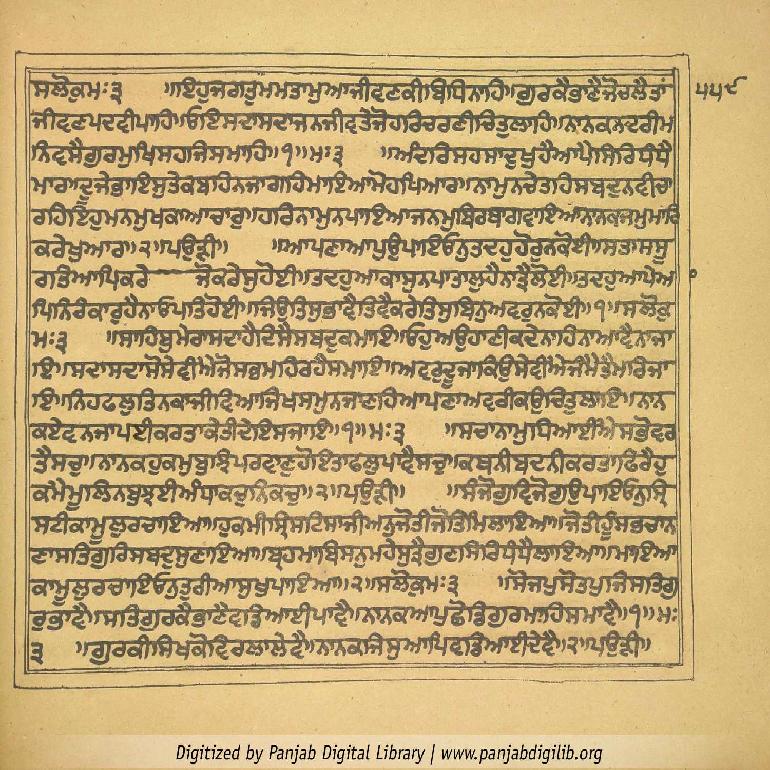 ਸਲੋਕੁਮਃ੩ ॥ਇਹੁਜਗਤੁਮਮਤਾਮੁਆਜੀਵਣਕੀਬਿਧਿਨਾਹਿ॥ਗੁਰਕੈਭਾਣੈਜੋਚਲੈਤਾਂ
੫੫੯
ਜੀਵਣਪਦਵੀਪਾਹਿ॥ਓਇਸਦਾਸਦਾਜਨਜੀਵਤੇਜੋਹਰਿਚਰਣੀਚਿਤੁਲਾਹਿ॥ਨਾਨਕਨਦਰੀਮ
ਨਿਵਸੈਗੁਰਮੁਖਿਸਹਜਿਸਮਾਹਿ॥੧॥ਮਃ੩ ॥ਅੰਦਰਿਸਹਸਾਦੁਖੁਹੈਆਪੈਸਿਰਿਧੰਧੈ
ਮਾਰ॥ਦੂਜੈਭਾਇਸੁਤੇਕਬਹਿਨਜਾਗਹਿਮਾਇਆਮੋਹਪਿਆਰ॥ਨਾਮੁਨਚੇਤਹਿਸਬਦੁਨਵੀਚਾ
ਰਹਿਇਹੁਮਨਮੁਖਕਾਆਚਾਰੁ॥ਹਰਿਨਾਮੁਨਪਾਇਆਜਨਮੁਬਿਰਥਾਗਵਾਇਆਨਾਨਕਜਮੁਮਾਰਿ
ਕਰੇਖੁਆਰ॥੨॥ਪਉੜੀ॥ ॥ਆਪਣਾਆਪੁਉਪਾਇਓਨੁਤਦਹੁਹੋਰੁਨਕੋਈ॥ਮਤਾਮਸੂ
ਰਤਿਆਪਿਕਰੇ ਜੋਕਰੇਸੁਹੋਈ॥ਤਦਹੁਆਕਾਸੁਨਪਾਤਾਲੁਹੈਨਾਤ੍ਰੈਲੋਈ॥ਤਦਹੁਆਪੇਆ
ਪਿਨਿਰੰਕਾਰੁਹੈਨਾਓਪਤਿਹੋਈ॥ਜਿਉਤਿਸੁਭਾਵੈਤਿਵੈਕਰੇਤਿਸੁਬਿਨੁਅਵਰੁਨਕੋਈ॥੧॥ਸਲੋਕੁ
ਮਃ੩ ॥ਸਾਹਿਬੁਮੇਰਾਸਦਾਹੈਦਿਸੈਸਬਦੁਕਮਾਇ॥ਓਹੁਅਉਹਾਣੀਕਦੇਨਾਹਿਨਾਆਵੈਨਾਜਾ
ਇ॥ਸਦਾਸਦਾਸੋਸੇਵੀਐਜੋਸਭਮਹਿਰਹੈਸਮਾਇ॥ਅਵਰੁਦੂਜਾਕਿਉਸੇਵੀਐਜੰਮੈਤੈਮਰਿਜਾ
ਇ॥ਨਿਹਫਲੁਤਿਨਕਾਜੀਵਿਆਜਿਖਸਮੁਨਜਾਣਹਿਆਪਣਾਅਵਰੀਕਉਚਿਤੁਲਾਇ॥ਨਾਨ
ਕਏਵਨਜਾਪਈਕਰਤਾਕੇਤੀਦੇਇਸਜਾਇ॥੧॥ਮਃ੩ ॥ਸਚਾਨਾਮੁਧਿਆਈਐਸਭੋਵਰ
ਤੈਸਚੁ॥ਨਾਨਕਹੁਕਮੁਬੁਝਿਪਰਵਾਣੁਹੋਇਤਾਫਲੁਪਾਵੈਸਚੁ॥ਕਥਨੀਬਦਨੀਕਰਤਾਫਿਰੈਹੁ
ਕਮੈਮੂਲਿਨਬੁਝਈਅੰਧਾਕਚੁਨਿਕਚੁ॥੨॥ਪਉੜੀ॥ ॥ਸੰਜੋਗੁਵਿਜੋਗੁਉਪਾਇਓਨੁਸ੍ਰਿ
ਸਟੀਕਾਮੂਲੁਰਚਾਇਆ॥ਹੁਕਮੀਸ੍ਰਿਸਟਿਸਾਜੀਅਨੁਜੋਤੀਜੋਤਿਮਿਲਾਇਆ॥ਜੋਤੀਹੂੰਸਭਚਾਨ
ਣਾਸਤਿਗੁਰਿਸਬਦੁਸੁਣਾਇਆ॥ਬ੍ਰਹਮਾਬਿਸਨੁਮਹੇਸੁਤ੍ਰੈਗੁਣਸਿਰਿਧੰਧੈਲਾਇਆ॥ਮਾਇਆ
ਕਾਮੂਲੁਰਚਾਇਓਨੁਤੁਰੀਆਸੁਖੁਪਾਇਆ॥੨॥ਸਲੋਕੁਮਃ੩ ॥ਸੋਜਪੁਸੋਤਪੁਜਿਸਤਿਗੁ
ਰਭਾਵੈ॥ਸਤਿਗੁਰਕੈਭਾਣੈਵਡਿਆਈਪਾਵੈ॥ਨਾਨਕਆਪੁਛੋਡਿਗੁਰਮਾਹਿਸਮਾਵੈ॥੧॥ਮਃ
੩ ॥ਗੁਰਕੀਸਿਖਕੋਵਿਰਲਾਲੇਵੈ॥ਨਾਨਕਜਿਸੁਆਪਿਵਡਿਆਈਦੇਵੈ॥੨॥ਪਉੜੀ॥
Digitized by Panjab Digital Library | www.panjabdigilib.org